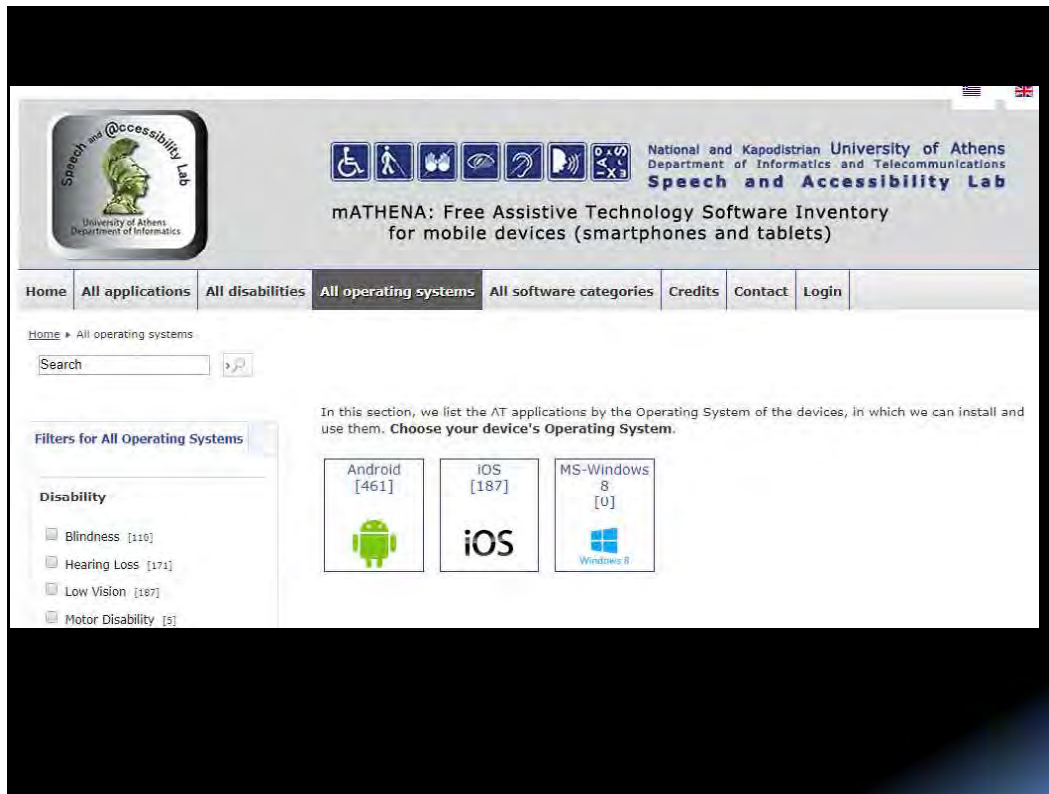 Speech and @ccessibility Lab
University of Athens
Department of Informatics
National and Kapodistrian University of Athens
Department of Informatics and Telecommunications
Speech and Accessibility Lab
mATHENA: Free Assistive Technology Software Inventory
for mobile devices (smartphones and tablets)
Home All applications All disabilities All operating systems All software categories Credits Contact Login
Home ▸ All operating systems
Search
In this section, we list the AT applications by the Operating System of the devices, in which we can install and
use them. Choose your device's Operating System.
Filters for All Operating Systems
Android
[461]
iOS
[187]
iOS
MS-Windows
8
[0]
Windows 8
Disability
Blindness [110]
Hearing Loss [171]
Low Vision [187]
Motor Disability [5]